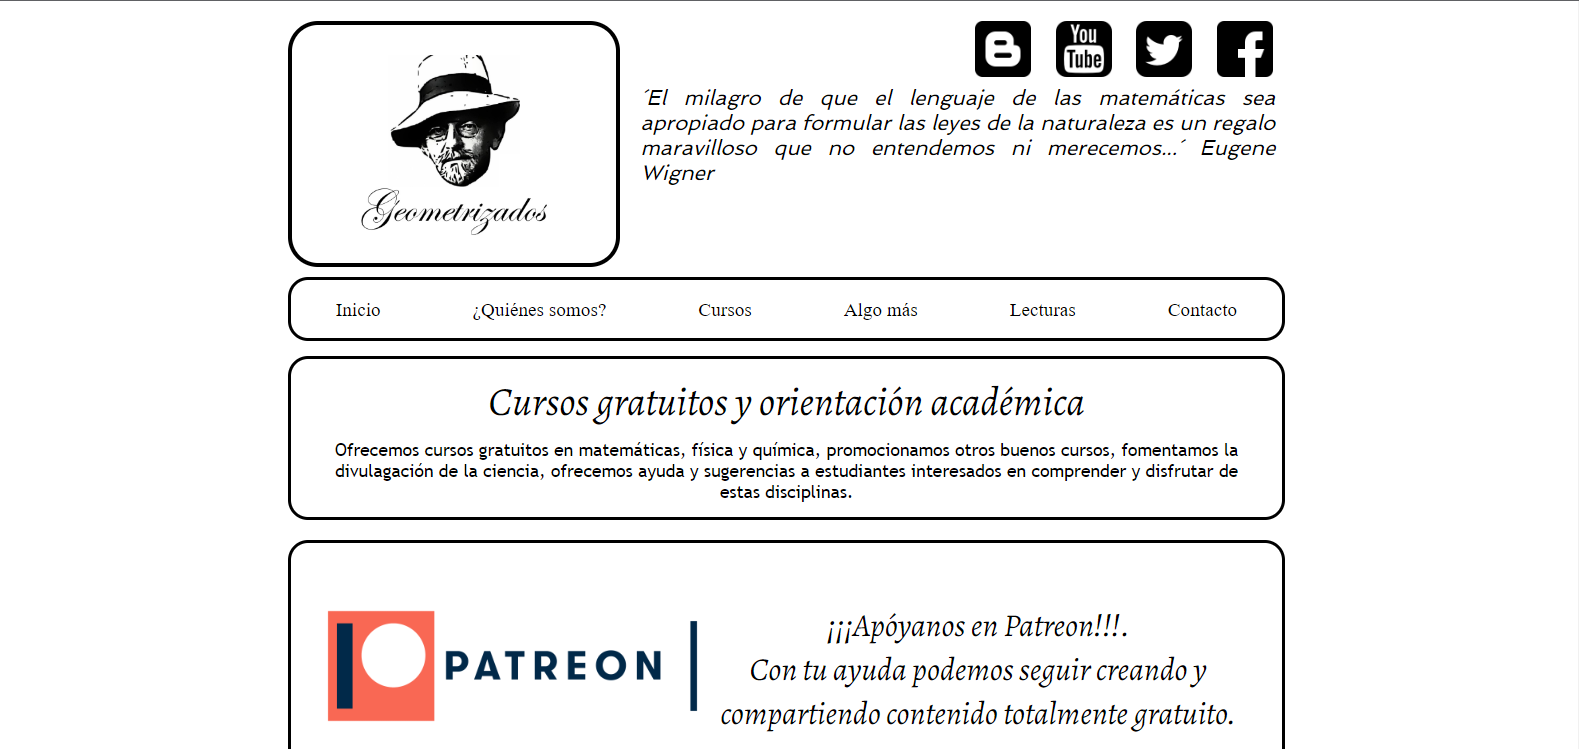 Geometrizados
You
Tube
´El milagro de que el lenguaje de las matemáticas sea
apropiado para formular las leyes de la naturaleza es un regalo
maravilloso que no entendemos ni merecemos...´ Eugene
Wigner
Inicio ¿Quiénes somos? Cursos Algo más Lecturas Contacto
Cursos gratuitos y orientación académica
Ofrecemos cursos gratuitos en matemáticas, física y química, promocionamos otros buenos cursos, fomentamos la
divulagación de la ciencia, ofrecemos ayuda y sugerencias a estudiantes interesados en comprender y disfrutar de
estas disciplinas.
PATREON
¡¡¡Apóyanos en Patreon!!!.
Con tu ayuda podemos seguir creando y
compartiendo contenido totalmente gratuito.